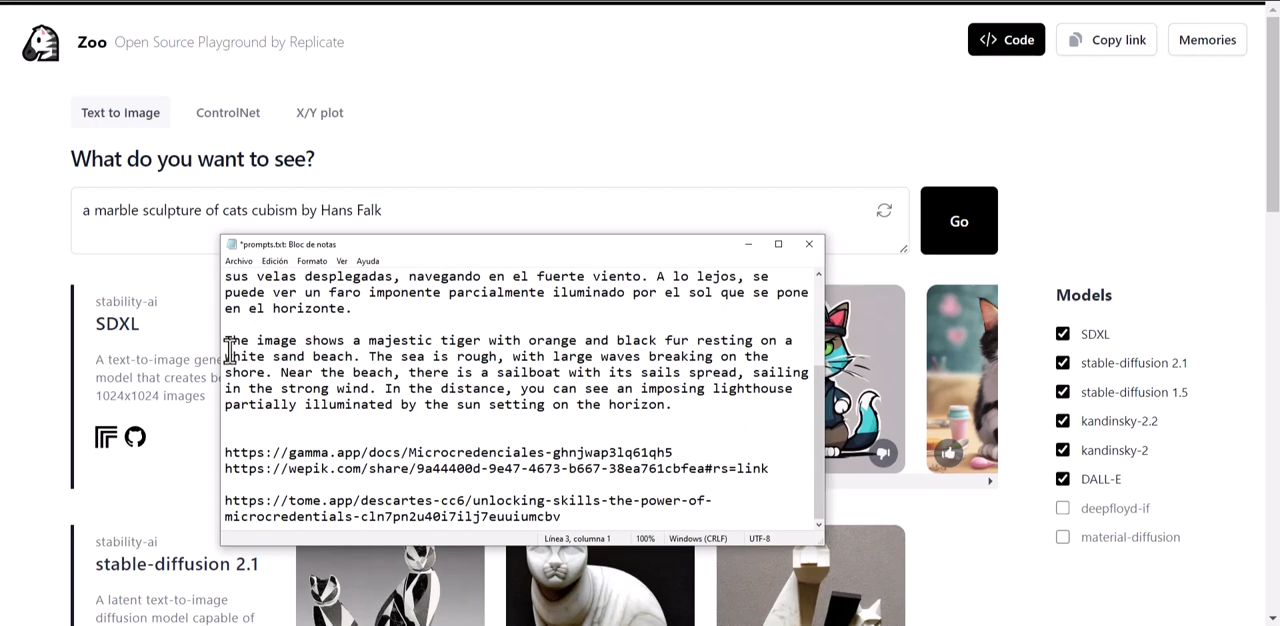 Zoo Open Source Playground by Replicate
</> Code
Copy link
Memories
Text to Image
ControlNet
X/Y plot
What do you want to see?
a marble sculpture of cats cubism by Hans Falk
Go
*prompts.txt: Bloc de notas
Archivo Edición Formato Ver Ayuda
sus velas desplegadas, navegando en el fuerte viento. A lo lejos, se
puede ver un faro imponente parcialmente iluminado por el sol que se pone
en el horizonte.
The image shows a majestic tiger with orange and black fur resting on a
white sand beach. The sea is rough, with large waves breaking on the
shore. Near the beach, there is a sailboat with its sails spread, sailing
in the strong wind. In the distance, you can see an imposing lighthouse
partially illuminated by the sun setting on the horizon.
https://gamma.app/docs/Microcredenciales-ghnjwap3lq61qh5
https://wepik.com/share/9a44400d-9e47-4673-b667-38ea761cbfea#rs=link
https://tome.app/descartes-cc6/unlocking-skills-the-power-of-
microcredentials-cln7pn2u40i7ilj7euuiumcbv
Línea 3, columna 1 100% Windows (CRLF) UTF-8
stability-ai
SDXL
A text-to-image gene
model that creates b
1024x1024 images
stability-ai
stable-diffusion 2.1
A latent text-to-image
diffusion model capable of
Models
SDXL
stable-diffusion 2.1
stable-diffusion 1.5
kandinsky-2.2
kandinsky-2
DALL-E
deepfloyd-if
material-diffusion